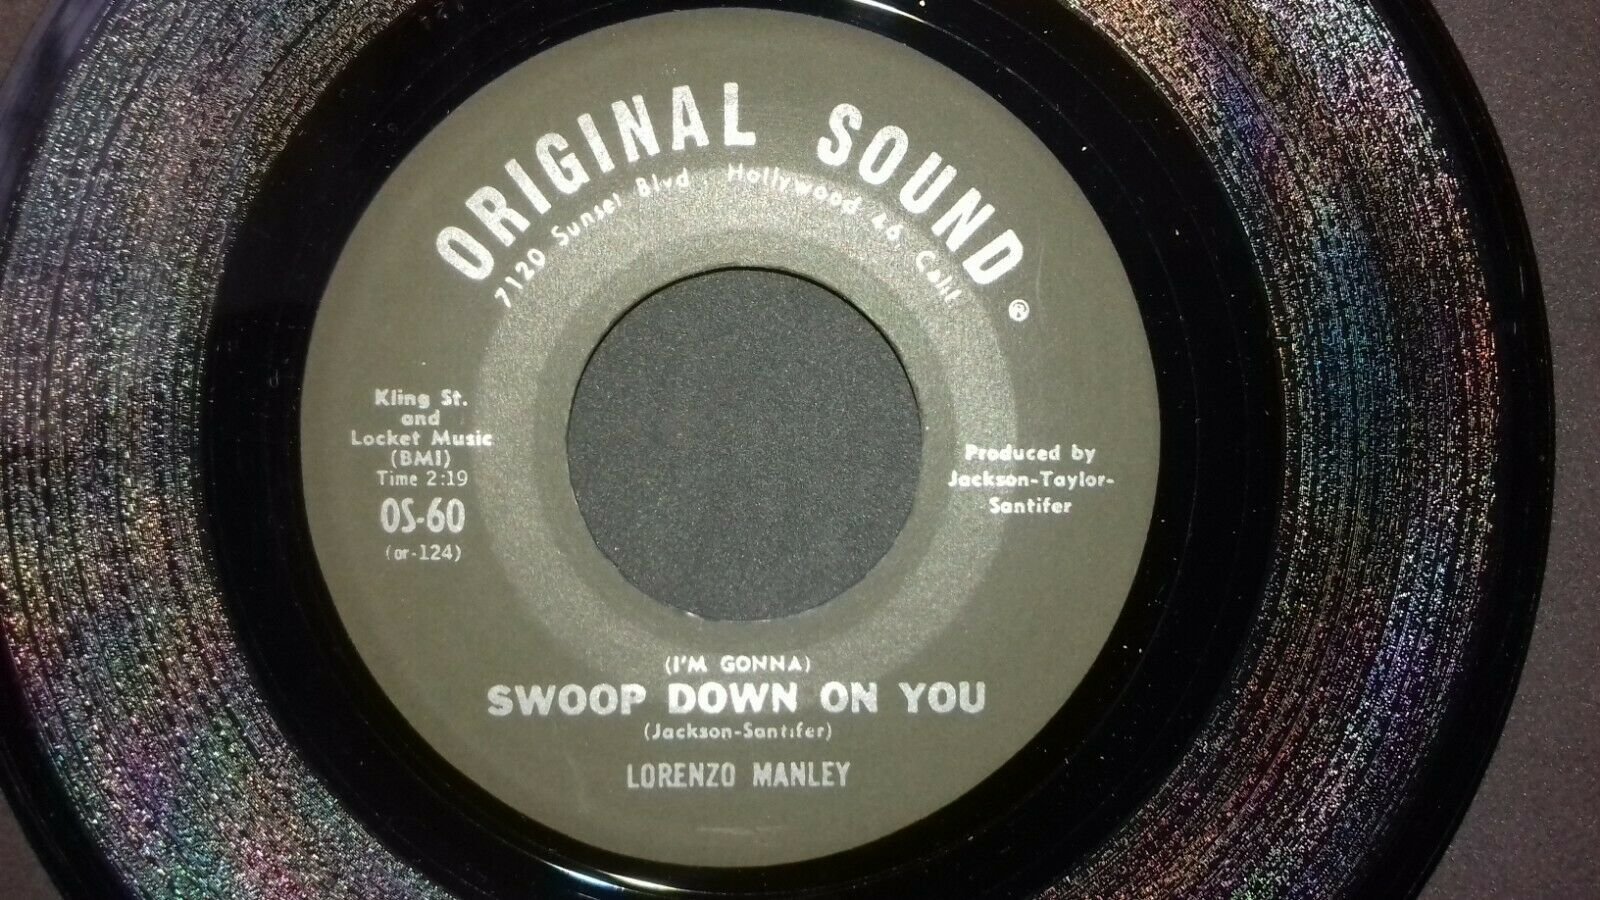 ORIGINAL SOUND ®
7120 Sunset Blvd. Hollywood 46, Calif.
Kling St.
and
Locket Music
(BMI)
Time 2:19
OS-60
(or-124)
Produced by
Jackson-Taylor-
Santifer
(I'M GONNA)
SWOOP DOWN ON YOU
(Jackson-Santifer)
LORENZO MANLEY